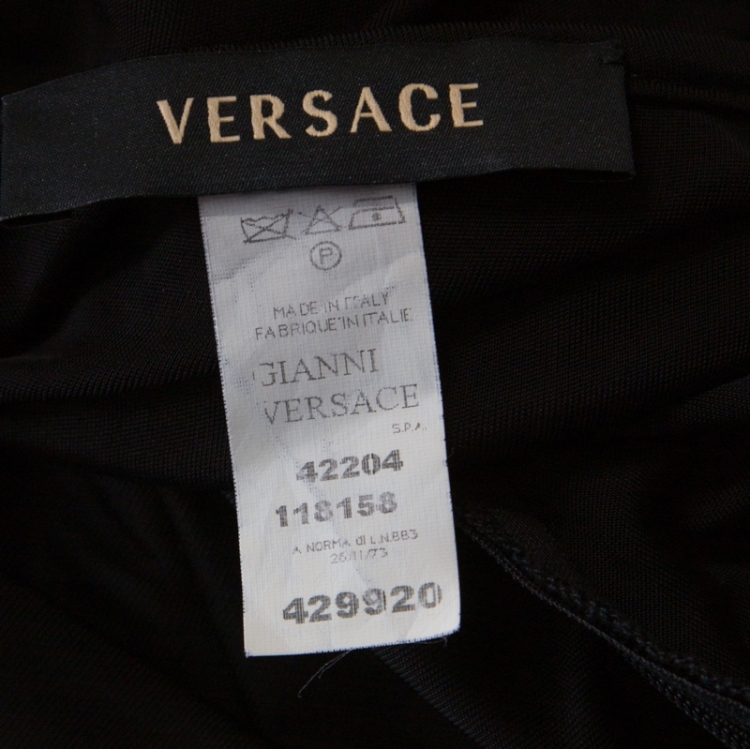 VERSACE
P
MADE IN ITALY
FABRIQUE IN ITALIE
GIANNI
VERSACE
S.P.A.
42204
118158
A NORMA di L.N.883
26/11/73
429920